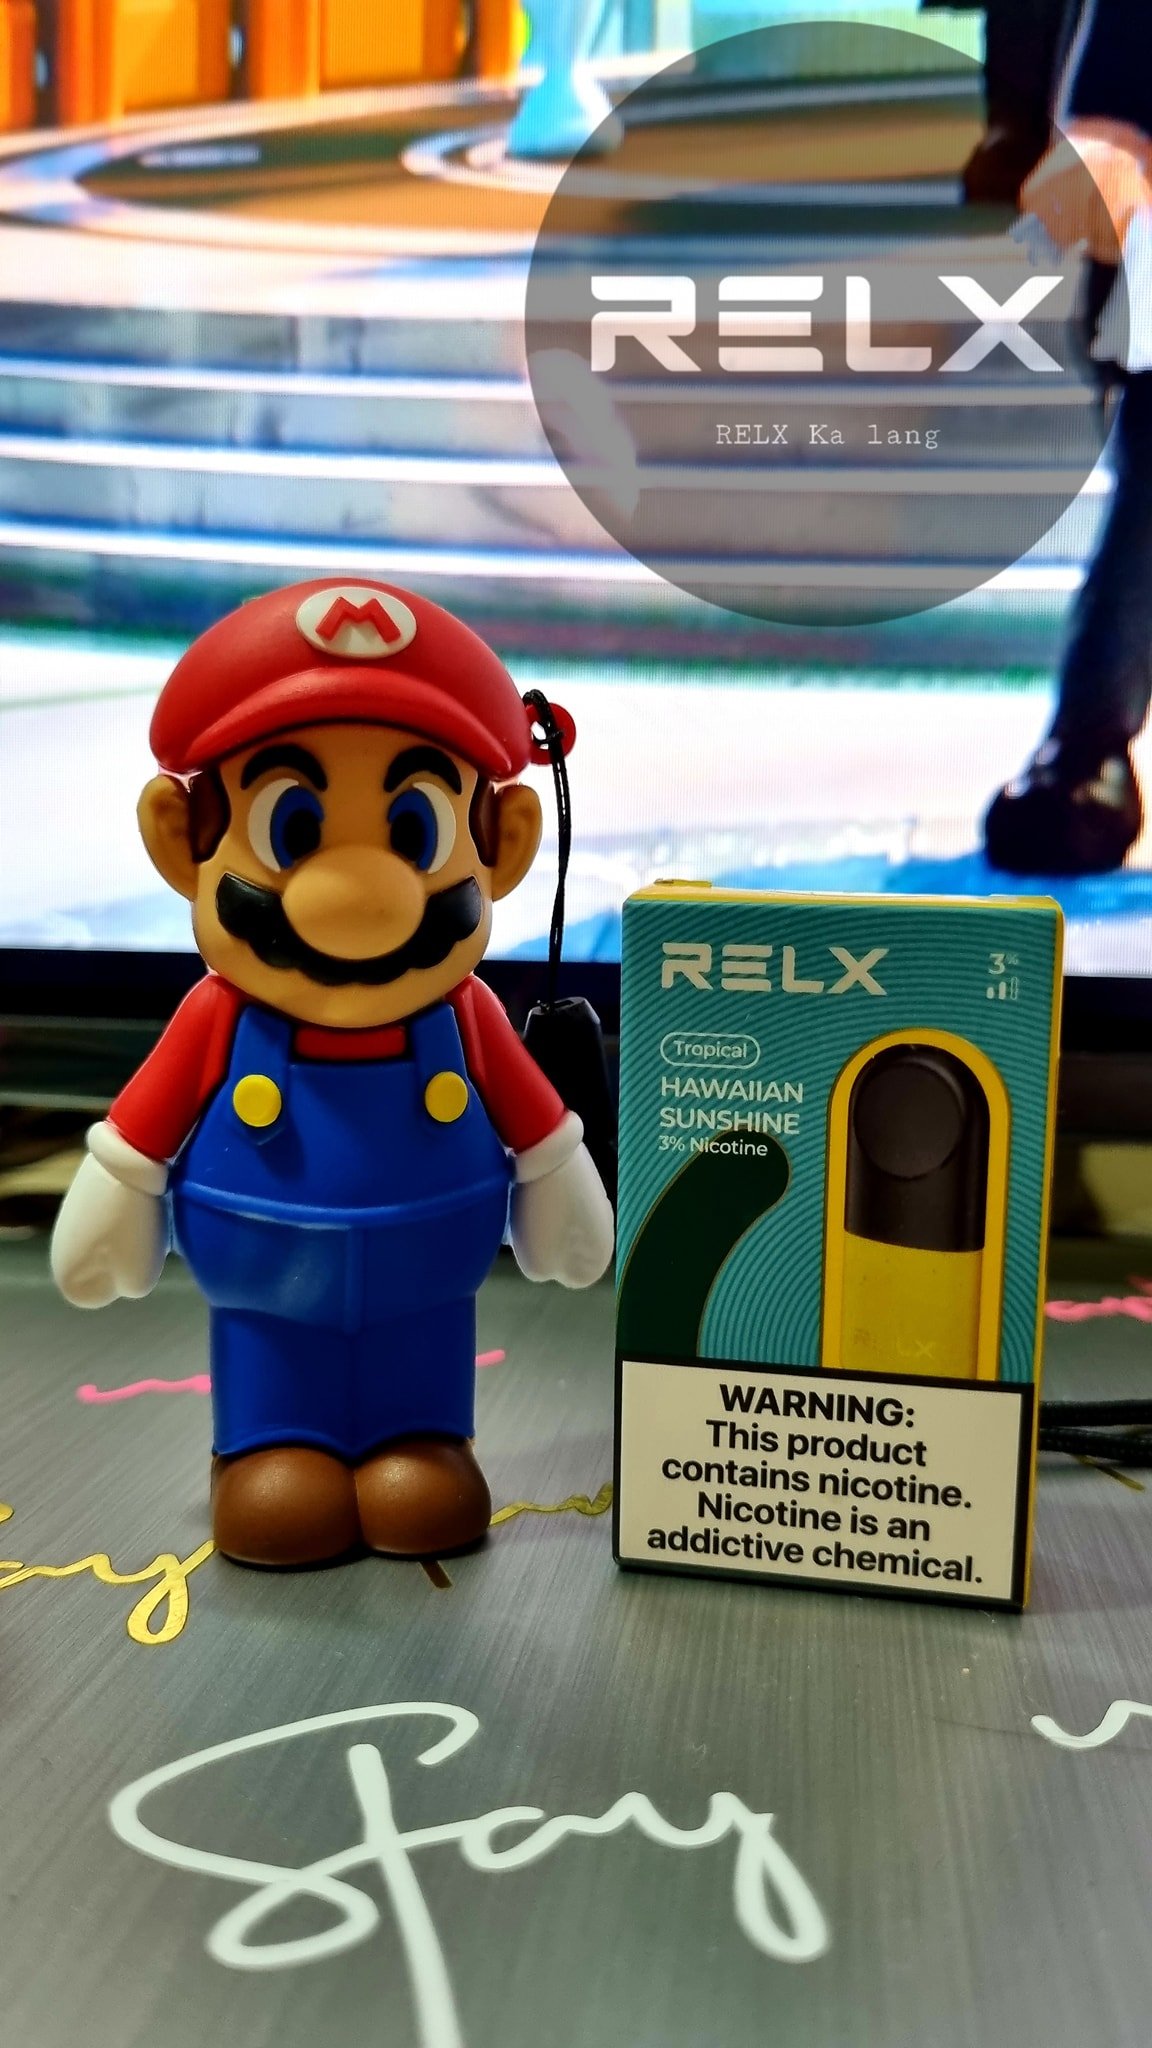 RELX
RELX Ka lang
M
RELX
3%
Tropical
HAWAIIAN
SUNSHINE
3% Nicotine
WARNING:
This product
contains nicotine.
Nicotine is an
addictive chemical.
Stay